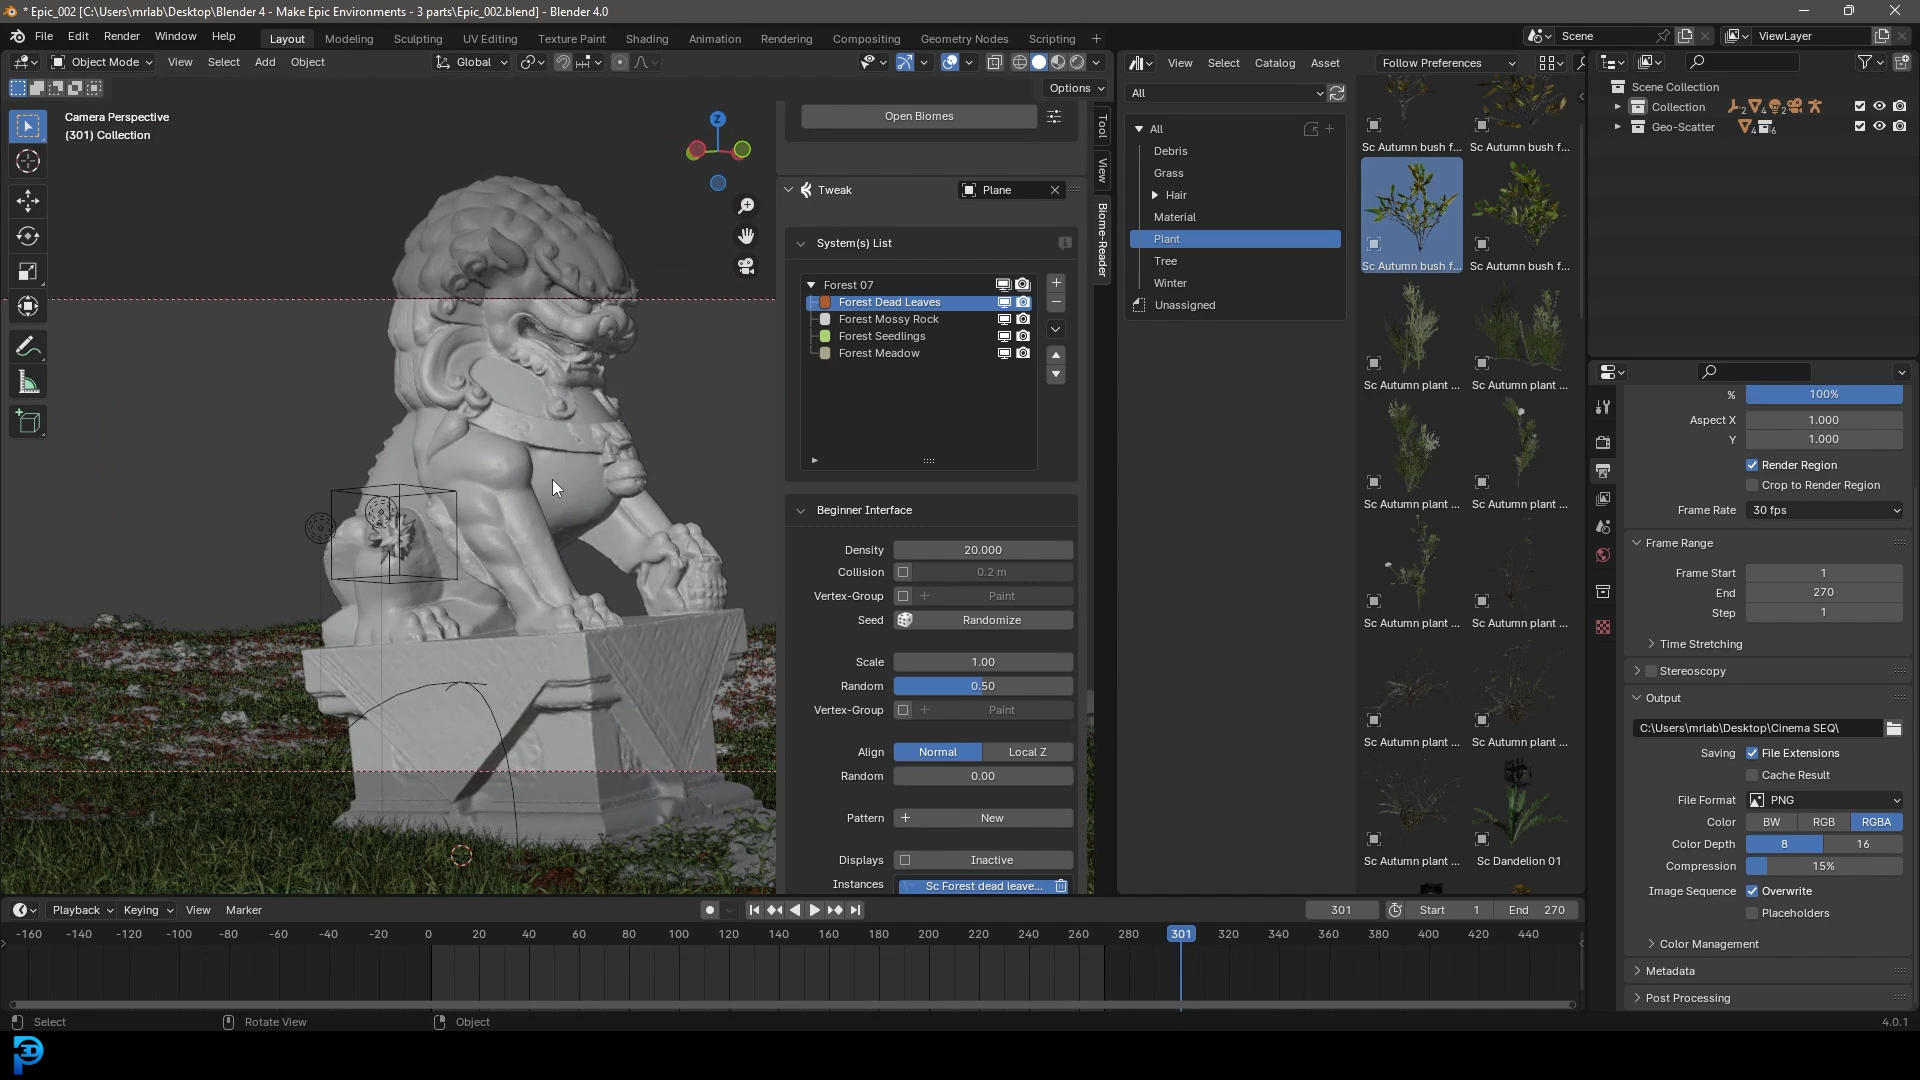 * Epic_002 [C:\Users\mrlab\Desktop\Blender 4 - Make Epic Environments - 3 parts\Epic_002.blend] - Blender 4.0
File Edit Render Window Help Layout Modeling Sculpting UV Editing Texture Paint Shading Animation Rendering Compositing Geometry Nodes Scripting + Scene ViewLayer
Object Mode View Select Add Object Global View Select Catalog Asset Follow Preferences
Options
Camera Perspective
(301) Collection
Z
Tool
View
Biome-Reader
Open Biomes
Tweak Plane
System(s) List
Forest 07
Forest Dead Leaves
Forest Mossy Rock
Forest Seedlings
Forest Meadow
Beginner Interface
Density 20.000
Collision 0.2 m
Vertex-Group Paint
Seed Randomize
Scale 1.00
Random 0.50
Vertex-Group Paint
Align Normal Local Z
Random 0.00
Pattern New
Displays Inactive
Instances Sc Forest dead leave...
All
All
Debris
Grass
Hair
Material
Plant
Tree
Winter
Unassigned
Sc Autumn bush f... Sc Autumn bush f...
Sc Autumn bush f... Sc Autumn bush f...
Sc Autumn plant ... Sc Autumn plant ...
Sc Autumn plant ... Sc Autumn plant ...
Sc Autumn plant ... Sc Autumn plant ...
Sc Autumn plant ... Sc Autumn plant ...
Sc Autumn plant ... Sc Dandelion 01
Scene Collection
Collection 2 4 2
Geo-Scatter 4 6
% 100%
Aspect X 1.000
Y 1.000
Render Region
Crop to Render Region
Frame Rate 30 fps
Frame Range
Frame Start 1
End 270
Step 1
Time Stretching
Stereoscopy
Output
C:\Users\mrlab\Desktop\Cinema SEQ\
Saving File Extensions
Cache Result
File Format PNG
Color BW RGB RGBA
Color Depth 8 16
Compression 15%
Image Sequence Overwrite
Placeholders
Color Management
Metadata
Post Processing
Playback Keying View Marker 301 Start 1 End 270
-160 -140 -120 -100 -80 -60 -40 -20 0 20 40 60 80 100 120 140 160 180 200 220 240 260 280 301 320 340 360 380 400 420 440
Select Rotate View Object 4.0.1